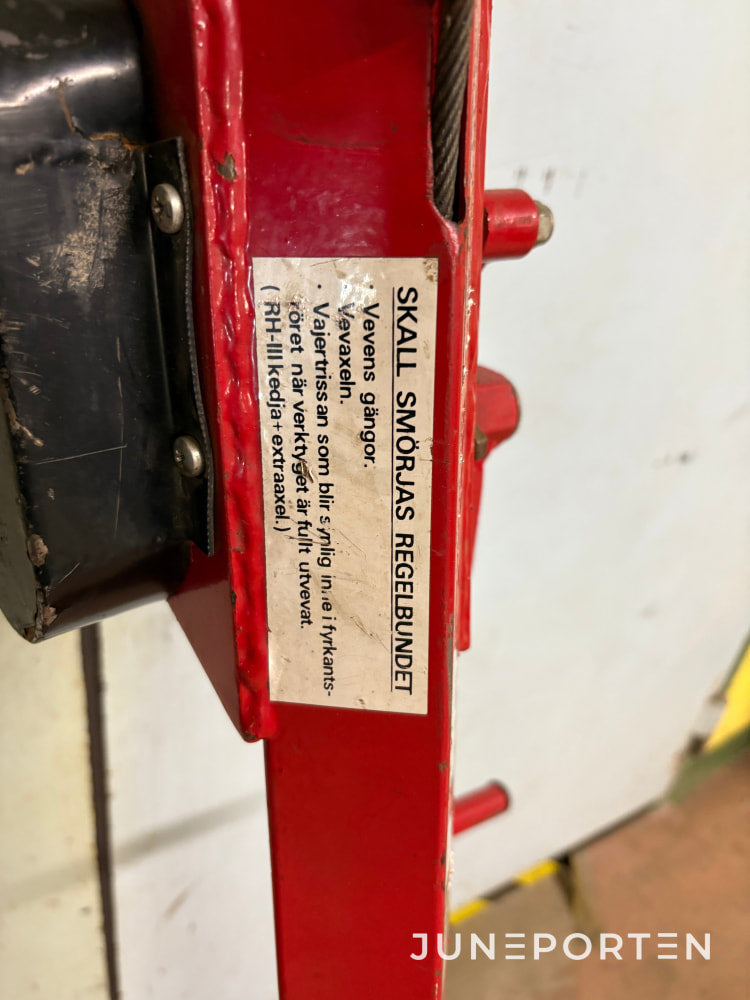 SKALL SMÖRJAS REGELBUNDET
· Vevens gängor.
· Vevaxeln.
· Vajertrissan som blir synlig inne i fyrkants-
röret när verktyget är fullt utvevat.
( RH-III kedja + extraaxel.)
JUNEPORTEN